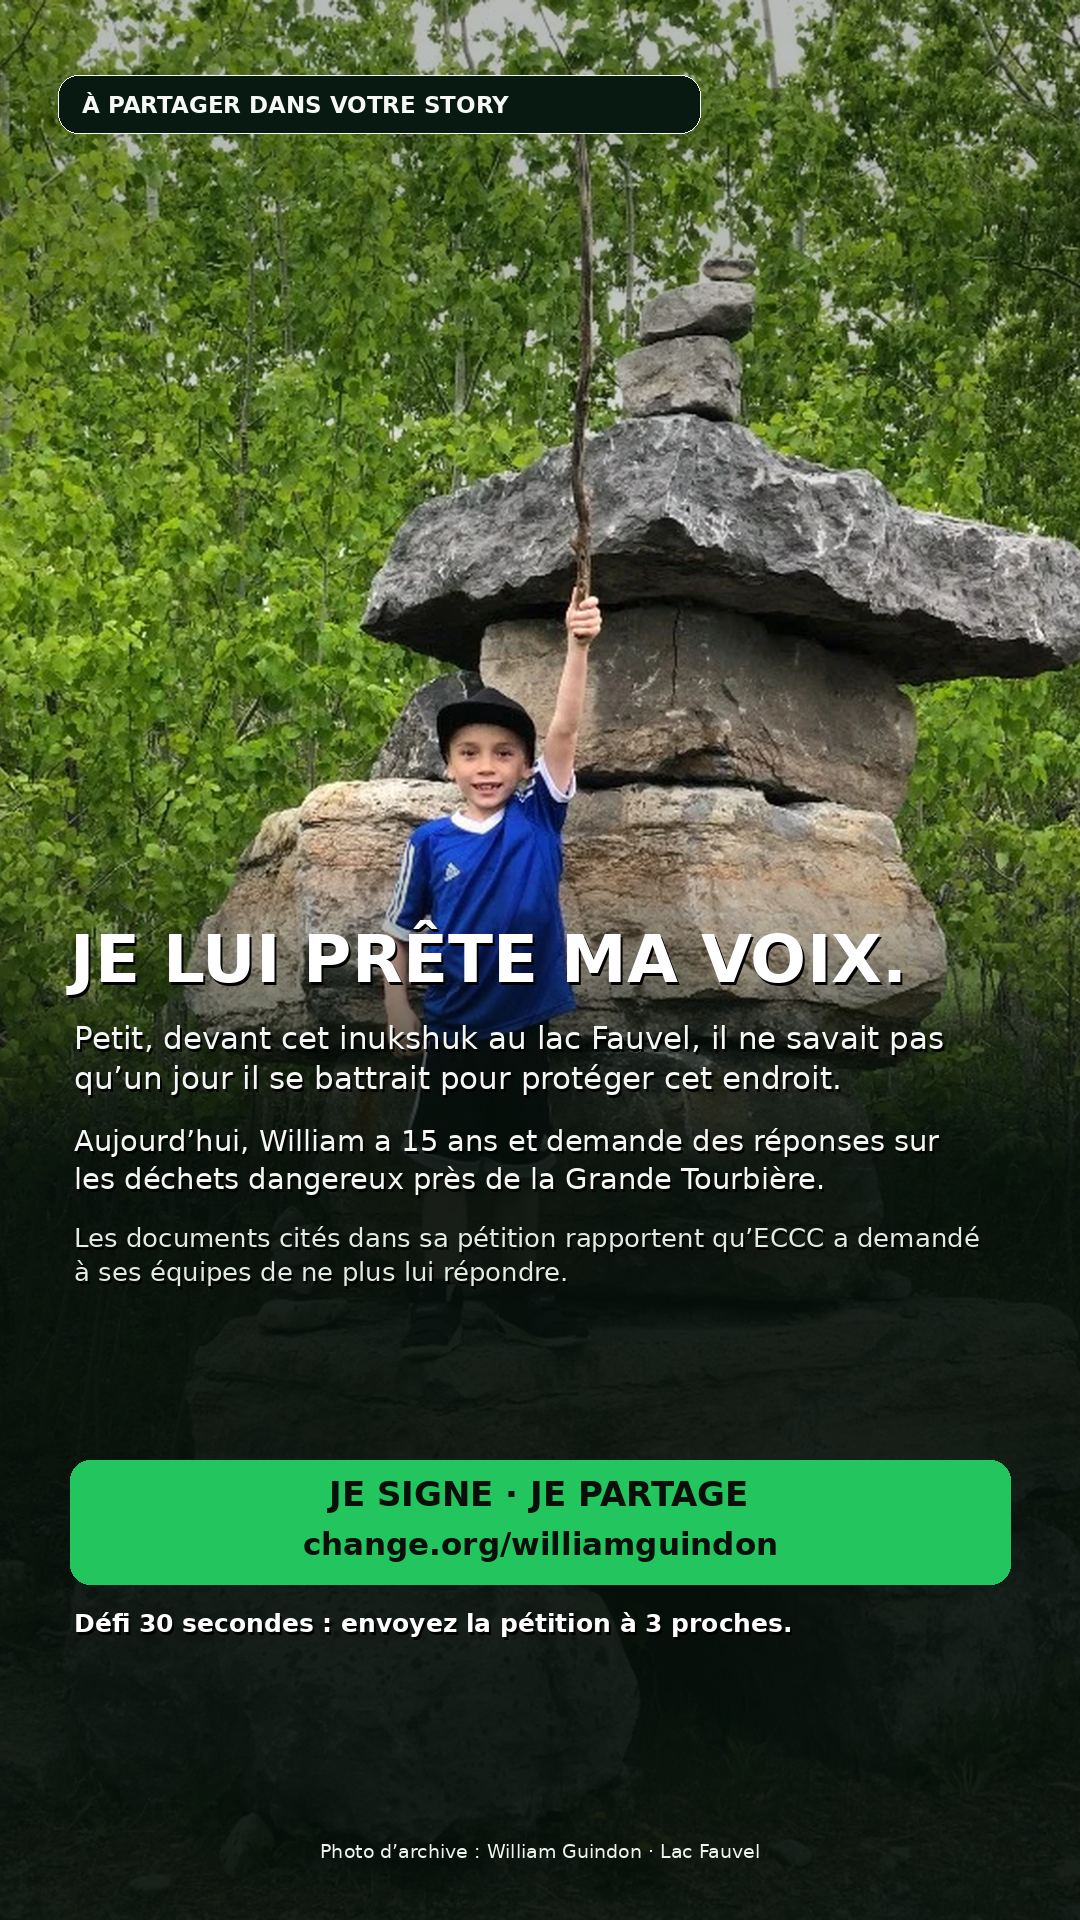 À PARTAGER DANS VOTRE STORY
JE LUI PRÊTE MA VOIX.
Petit, devant cet inukshuk au lac Fauvel, il ne savait pas
qu’un jour il se battrait pour protéger cet endroit.
Aujourd’hui, William a 15 ans et demande des réponses sur
les déchets dangereux près de la Grande Tourbière.
Les documents cités dans sa pétition rapportent qu’ECCC a demandé
à ses équipes de ne plus lui répondre.
JE SIGNE · JE PARTAGE
change.org/williamguindon
Défi 30 secondes : envoyez la pétition à 3 proches.
Photo d’archive : William Guindon · Lac Fauvel